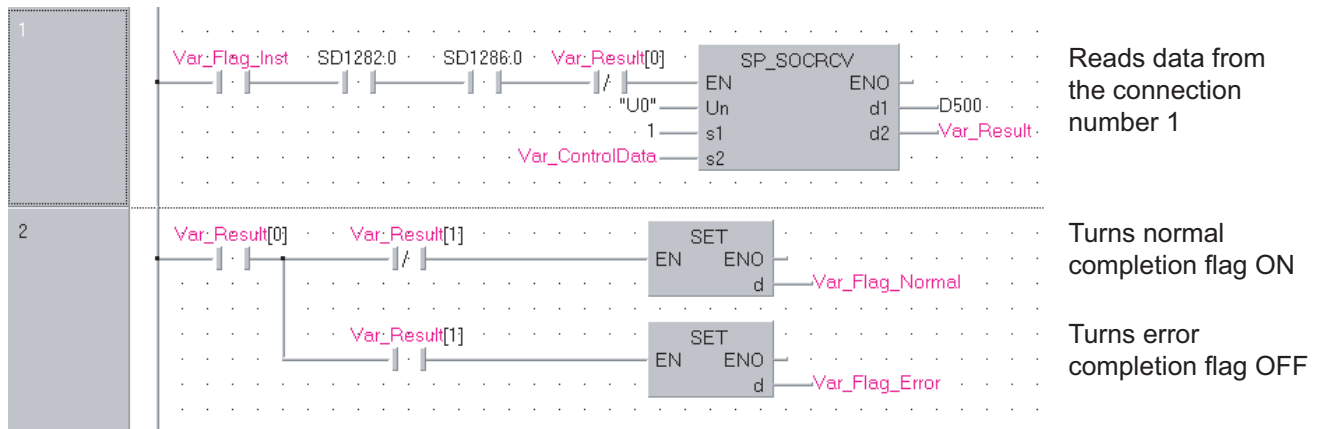 1
Var_Flag_Inst SD1282.0 SD1286.0 Var_Result[0] SP_SOCRCV
EN ENO
"U0" Un d1 D500
1 s1 d2 Var_Result
Var_ControlData s2
Reads data from
the connection
number 1
2
Var_Result[0] Var_Result[1] SET
EN ENO
d Var_Flag_Normal
Turns normal
completion flag ON
Var_Result[1] SET
EN ENO
d Var_Flag_Error
Turns error
completion flag OFF